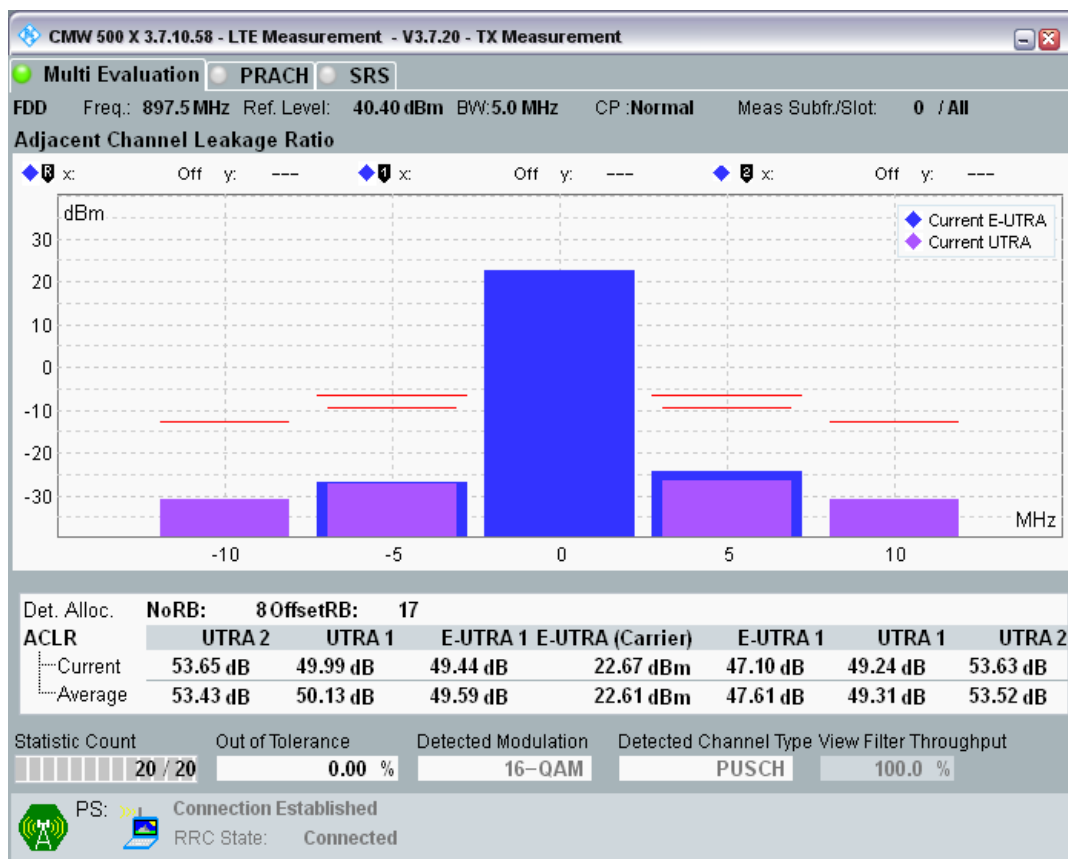 CMW 500 X 3.7.10.58 - LTE Measurement - V3.7.20 - TX Measurement
Multi Evaluation PRACH SRS
FDD Freq.: 897.5 MHz Ref. Level: 40.40 dBm BW:5.0 MHz CP :Normal Meas Subfr./Slot: 0 / All
Adjacent Channel Leakage Ratio
R x: Off y: --- 1 x: Off y: --- 2 x: Off y: ---
dBm
Current E-UTRA
Current UTRA
30
20
10
0
-10
-20
-30
MHz
-10 -5 0 5 10
Det. Alloc. NoRB: 8 OffsetRB: 17
ACLR UTRA 2 UTRA 1 E-UTRA 1 E-UTRA (Carrier) E-UTRA 1 UTRA 1 UTRA 2
Current 53.65 dB 49.99 dB 49.44 dB 22.67 dBm 47.10 dB 49.24 dB 53.63 dB
Average 53.43 dB 50.13 dB 49.59 dB 22.61 dBm 47.61 dB 49.31 dB 53.52 dB
Statistic Count Out of Tolerance Detected Modulation Detected Channel Type View Filter Throughput
20 / 20 0.00 % 16-QAM PUSCH 100.0 %
PS: Connection Established
RRC State: Connected